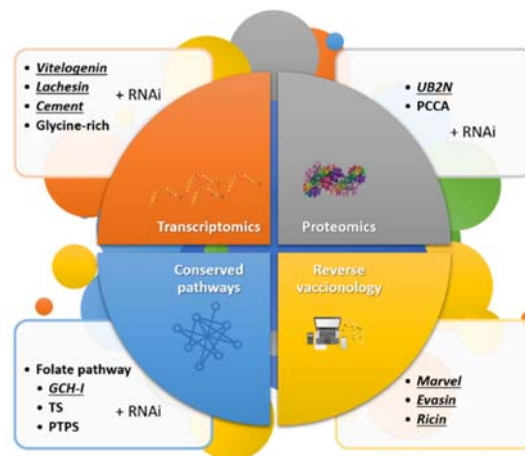 • Vitelogenin
• Lachesin
• Cement
• Glycine-rich
+ RNAi
• UB2N
• PCCA
+ RNAi
Transcriptomics
Proteomics
Conserved
pathways
Reverse
vaccionology
• Folate pathway
• GCH-I
• TS
• PTPS
+ RNAi
• Marvel
• Evasin
• Ricin